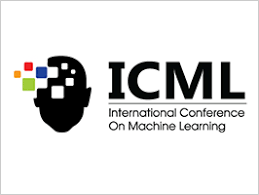 ICML
International Conference
On Machine Learning